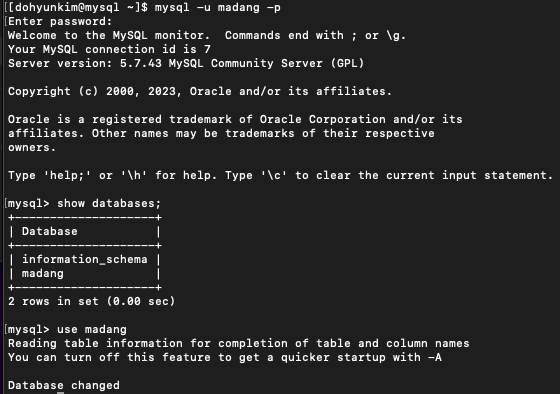 [[dohyunkim@mysql ~]$ mysql -u madang -p
[Enter password:
Welcome to the MySQL monitor.  Commands end with ; or \g.
Your MySQL connection id is 7
Server version: 5.7.43 MySQL Community Server (GPL)

Copyright (c) 2000, 2023, Oracle and/or its affiliates.

Oracle is a registered trademark of Oracle Corporation and/or its
affiliates. Other names may be trademarks of their respective
owners.

Type 'help;' or '\h' for help. Type '\c' to clear the current input statement.

[mysql> show databases;
+--------------------+
| Database           |
+--------------------+
| information_schema |
| madang             |
+--------------------+
2 rows in set (0.00 sec)

[mysql> use madang
Reading table information for completion of table and column names
You can turn off this feature to get a quicker startup with -A

Database changed